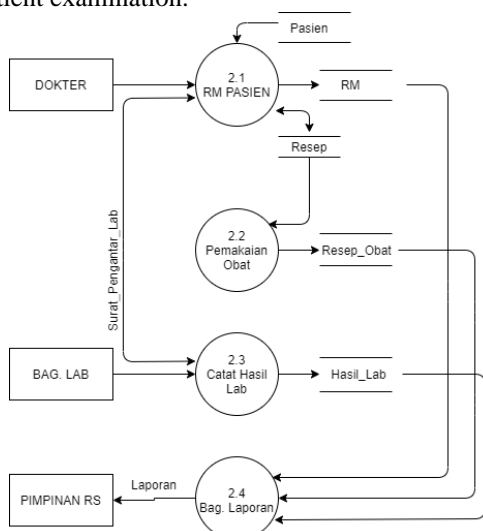 tient examination.
Pasien
DOKTER
2.1
RM PASIEN
RM
Resep
Surat_Pengantar_Lab
2.2
Pemakaian
Obat
Resep_Obat
BAG. LAB
2.3
Catat Hasil
Lab
Hasil_Lab
PIMPINAN RS
Laporan
2.4
Bag. Laporan